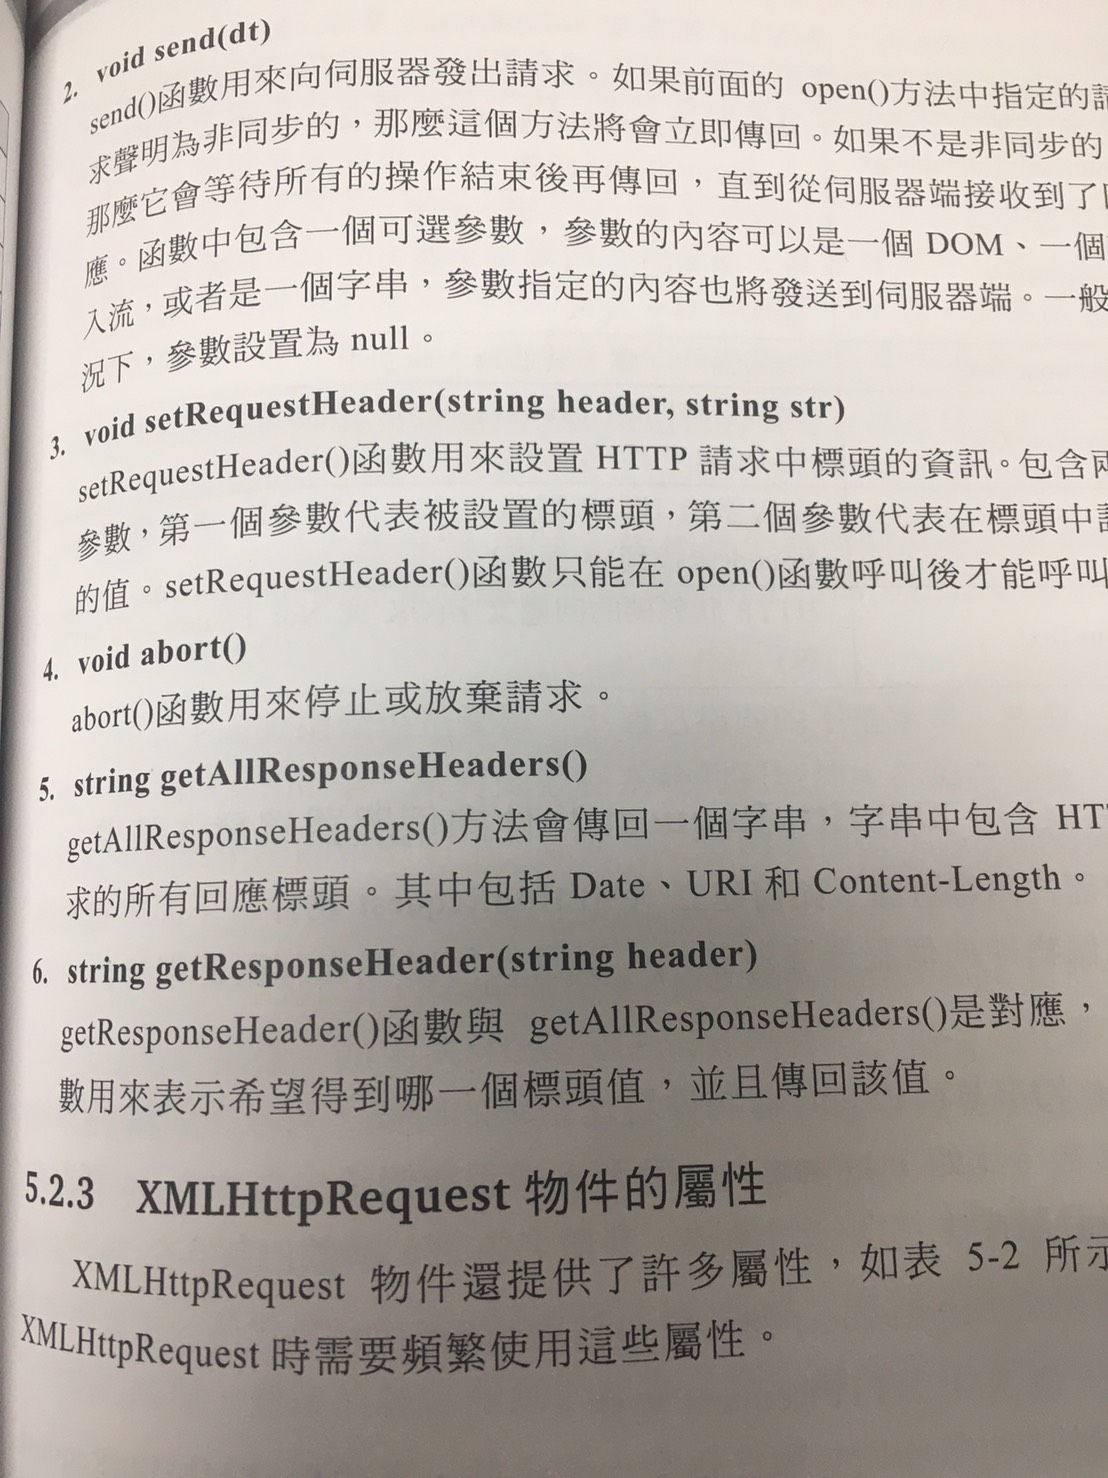 2. void send(dt)
send()函數用來向伺服器發出請求。如果前面的 open()方法中指定的請
求聲明為非同步的，那麼這個方法將會立即傳回。如果不是非同步的
那麼它會等待所有的操作結束後再傳回，直到從伺服器端接收到了
應。函數中包含一個可選參數，參數的內容可以是一個 DOM、一個
入流，或者是一個字串，參數指定的內容也將發送到伺服器端。一般
況下，參數設置為 null。
3. void setRequestHeader(string header, string str)
setRequestHeader()函數用來設置 HTTP 請求中標頭的資訊。包含兩
參數，第一個參數代表被設置的標頭，第二個參數代表在標頭中
的值。setRequestHeader()函數只能在 open()函數呼叫後才能呼叫
4. void abort()
abort()函數用來停止或放棄請求。
5. string getAllResponseHeaders()
getAllResponseHeaders()方法會傳回一個字串，字串中包含 HT
求的所有回應標頭。其中包括 Date、URI 和 Content-Length。
6. string getResponseHeader(string header)
getResponseHeader()函數與 getAllResponseHeaders()是對應，
數用來表示希望得到哪一個標頭值，並且傳回該值。
5.2.3 XMLHttpRequest 物件的屬性
XMLHttpRequest 物件還提供了許多屬性，如表 5-2 所示
XMLHttpRequest 時需要頻繁使用這些屬性。